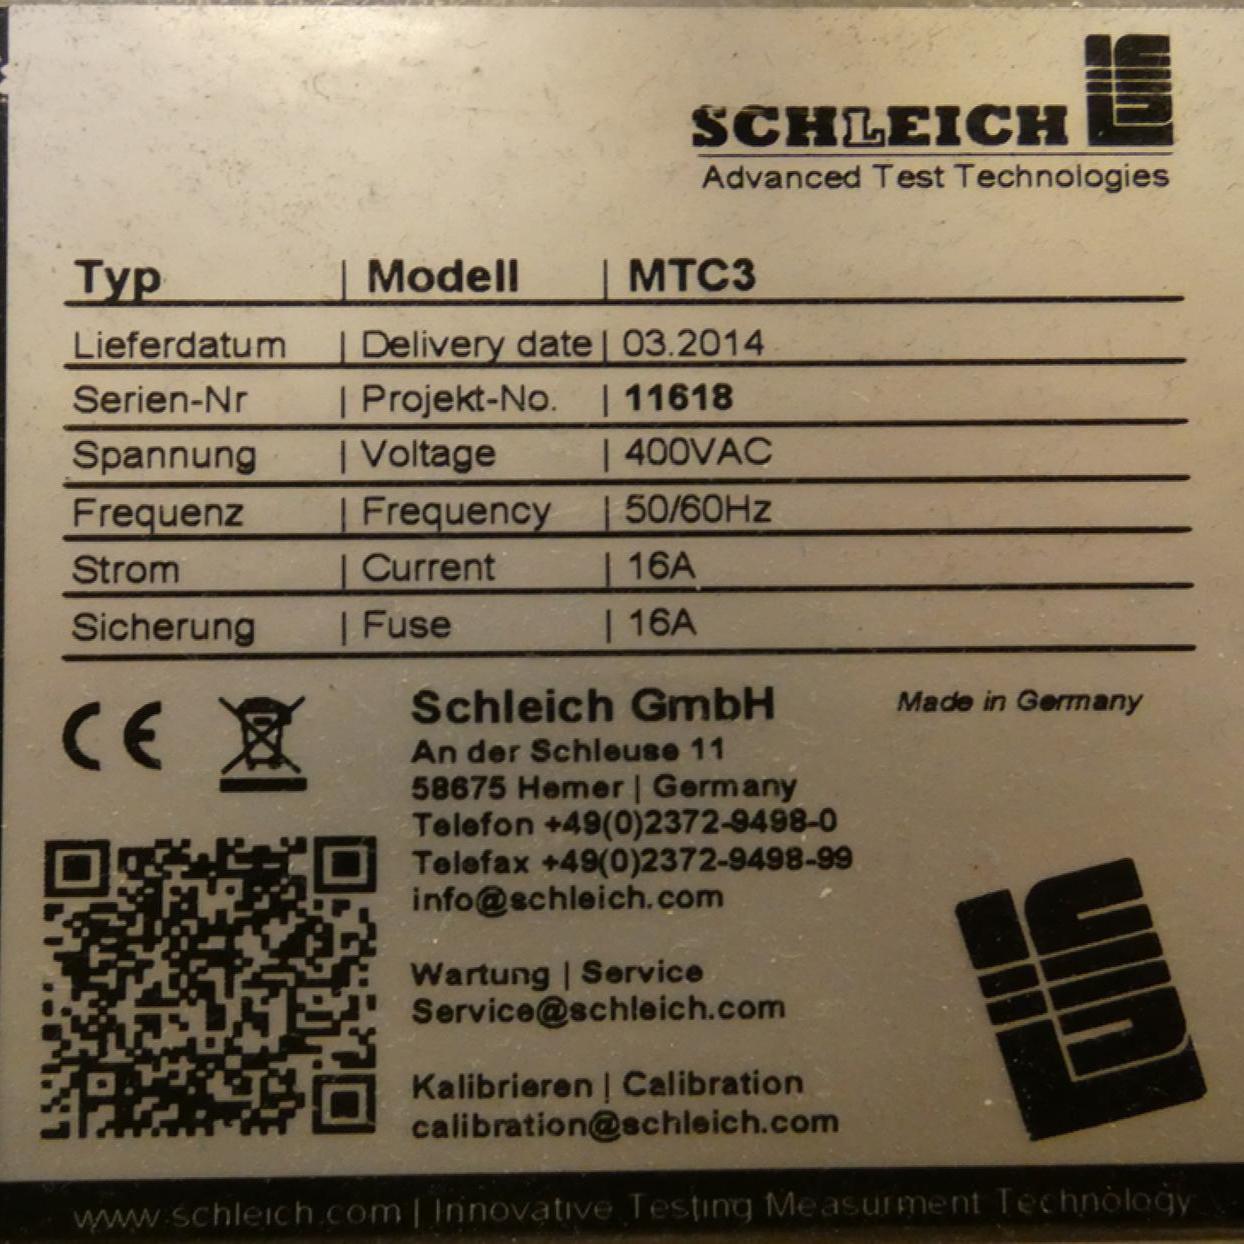 SCHLEICH
Advanced Test Technologies
Typ | Modell | MTC3
Lieferdatum | Delivery date | 03.2014
Serien-Nr | Projekt-No. | 11618
Spannung | Voltage | 400VAC
Frequenz | Frequency | 50/60Hz
Strom | Current | 16A
Sicherung | Fuse | 16A
CE
Schleich GmbH
Made in Germany
An der Schleuse 11
58675 Hemer | Germany
Telefon +49(0)2372-9498-0
Telefax +49(0)2372-9498-99
info@schleich.com
Wartung | Service
Service@schleich.com
Kalibrieren | Calibration
calibration@schleich.com
www.schleich.com | Innovative Testing Measurment Technology